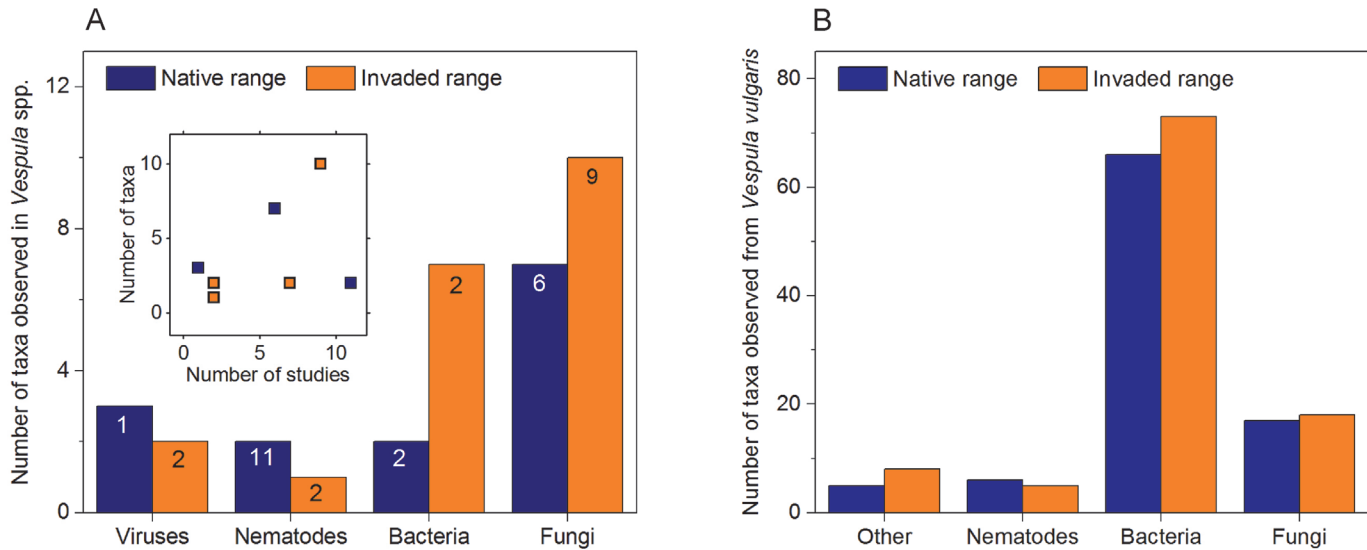 A
Number of taxa observed in Vespula spp.
12
8
4
0
Native range
Invaded range
Number of taxa
10
5
0
0 5 10
Number of studies
1
2
11
2
2
2
6
9
Viruses Nematodes Bacteria Fungi
B
Number of taxa observed from Vespula vulgaris
80
60
40
20
0
Native range
Invaded range
Other Nematodes Bacteria Fungi